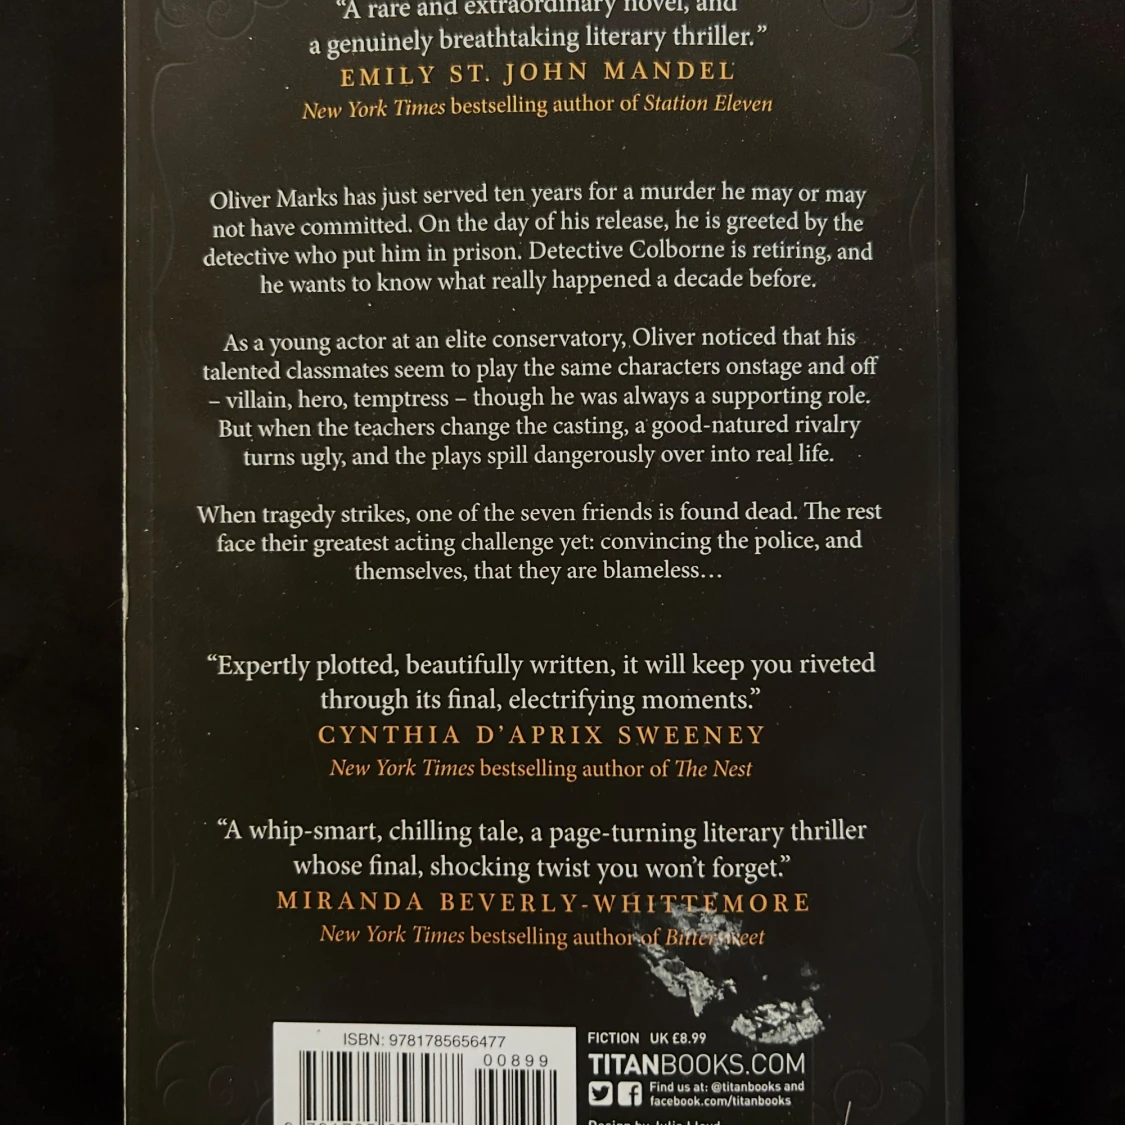 “A rare and extraordinary novel, and
a genuinely breathtaking literary thriller.”
EMILY ST. JOHN MANDEL
New York Times bestselling author of Station Eleven
Oliver Marks has just served ten years for a murder he may or may
not have committed. On the day of his release, he is greeted by the
detective who put him in prison. Detective Colborne is retiring, and
he wants to know what really happened a decade before.
As a young actor at an elite conservatory, Oliver noticed that his
talented classmates seem to play the same characters onstage and off
– villain, hero, temptress – though he was always a supporting role.
But when the teachers change the casting, a good-natured rivalry
turns ugly, and the plays spill dangerously over into real life.
When tragedy strikes, one of the seven friends is found dead. The rest
face their greatest acting challenge yet: convincing the police, and
themselves, that they are blameless…
“Expertly plotted, beautifully written, it will keep you riveted
through its final, electrifying moments.”
CYNTHIA D’APRIX SWEENEY
New York Times bestselling author of The Nest
“A whip-smart, chilling tale, a page-turning literary thriller
whose final, shocking twist you won’t forget.”
MIRANDA BEVERLY-WHITTEMORE
New York Times bestselling author of Bittersweet
ISBN: 9781785656477
00899
FICTION UK £8.99
TITANBOOKS.COM
Find us at: @titanbooks and
facebook.com/titanbooks